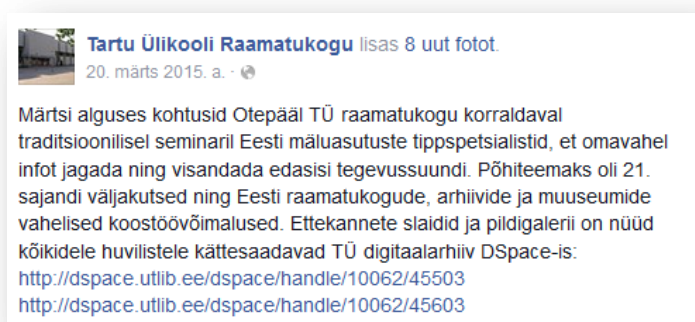 Tartu Ülikooli Raamatukogu lisas 8 uut fotot.
20. märts 2015. a. ·
Märtsi alguses kohtusid Otepääl TÜ raamatukogu korraldaval
traditsioonilisel seminaril Eesti mäluasutuste tippspetsialistid, et omavahel
infot jagada ning visandada edasisi tegevussuundi. Põhiteemaks oli 21.
sajandi väljakutsed ning Eesti raamatukogude, arhiivide ja muuseumide
vahelised koostöövõimalused. Ettekannete slaidid ja pildigalerii on nüüd
kõikidele huvilistele kättesaadavad TÜ digitaalarhiiv DSpace-is:
http://dspace.utlib.ee/dspace/handle/10062/45503
http://dspace.utlib.ee/dspace/handle/10062/45603